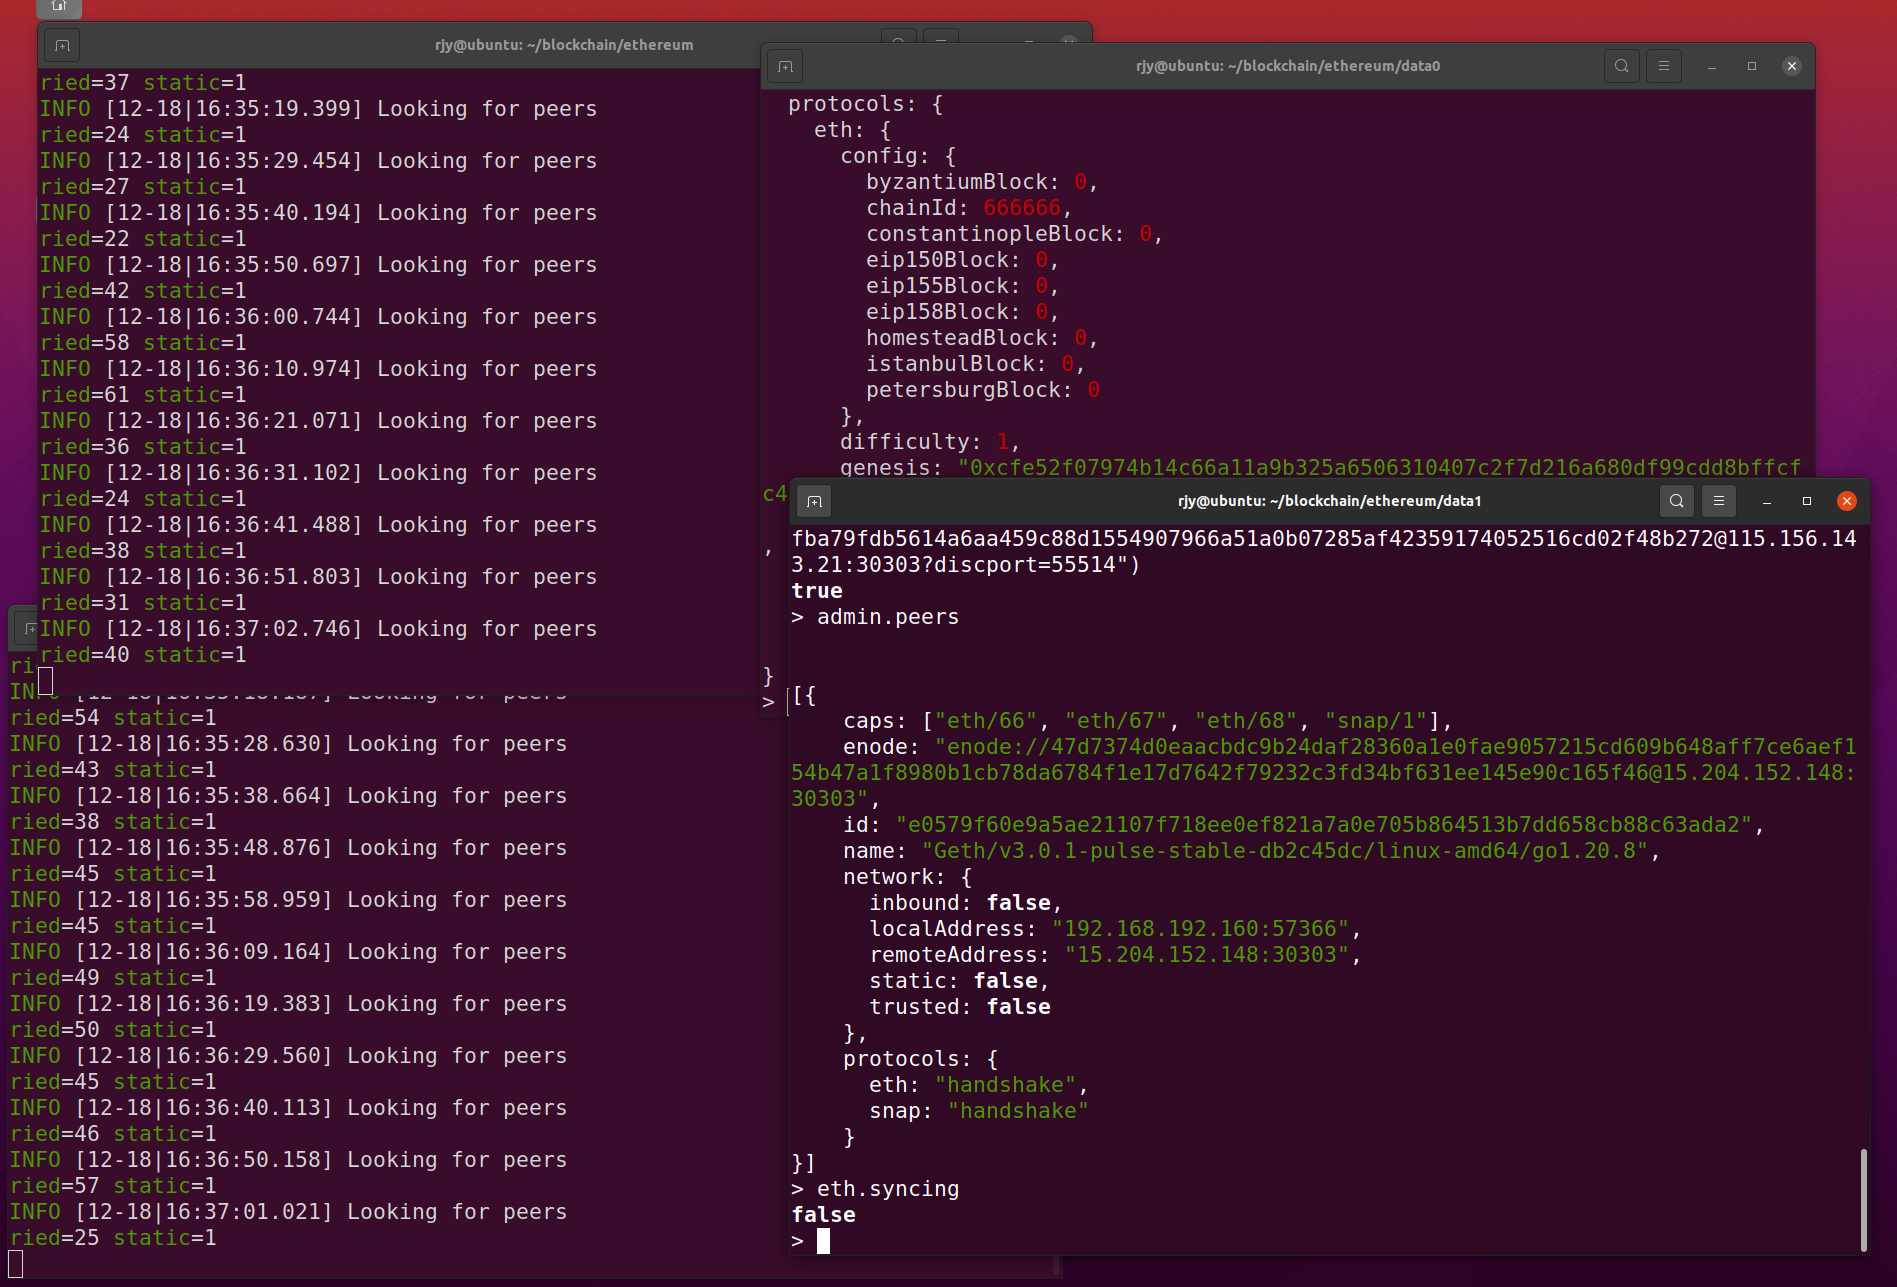 rjy@ubuntu: ~/blockchain/ethereum
ried=37 static=1
INFO [12-18|16:35:19.399] Looking for peers
ried=24 static=1
INFO [12-18|16:35:29.454] Looking for peers
ried=27 static=1
INFO [12-18|16:35:40.194] Looking for peers
ried=22 static=1
INFO [12-18|16:35:50.697] Looking for peers
ried=42 static=1
INFO [12-18|16:36:00.744] Looking for peers
ried=58 static=1
INFO [12-18|16:36:10.974] Looking for peers
ried=61 static=1
INFO [12-18|16:36:21.071] Looking for peers
ried=36 static=1
INFO [12-18|16:36:31.102] Looking for peers
ried=24 static=1
INFO [12-18|16:36:41.488] Looking for peers
ried=38 static=1
INFO [12-18|16:36:51.803] Looking for peers
ried=31 static=1
INFO [12-18|16:37:02.746] Looking for peers
ried=40 static=1
rjy@ubuntu: ~/blockchain/ethereum/data0
protocols: {
eth: {
config: {
byzantiumBlock: 0,
chainId: 666666,
constantinopleBlock: 0,
eip150Block: 0,
eip155Block: 0,
eip158Block: 0,
homesteadBlock: 0,
istanbulBlock: 0,
petersburgBlock: 0
},
difficulty: 1,
genesis: "0xcfe52f07974b14c66a11a9b325a6506310407c2f7d216a680df99cdd8bffcf
c4
,
}
>
ried=54 static=1
INFO [12-18|16:35:28.630] Looking for peers
ried=43 static=1
INFO [12-18|16:35:38.664] Looking for peers
ried=38 static=1
INFO [12-18|16:35:48.876] Looking for peers
ried=45 static=1
INFO [12-18|16:35:58.959] Looking for peers
ried=45 static=1
INFO [12-18|16:36:09.164] Looking for peers
ried=49 static=1
INFO [12-18|16:36:19.383] Looking for peers
ried=50 static=1
INFO [12-18|16:36:29.560] Looking for peers
ried=45 static=1
INFO [12-18|16:36:40.113] Looking for peers
ried=46 static=1
INFO [12-18|16:36:50.158] Looking for peers
ried=57 static=1
INFO [12-18|16:37:01.021] Looking for peers
ried=25 static=1
rjy@ubuntu: ~/blockchain/ethereum/data1
fba79fdb5614a6aa459c88d1554907966a51a0b07285af42359174052516cd02f48b272@115.156.14
3.21:30303?discport=55514")
true
> admin.peers
[{
caps: ["eth/66", "eth/67", "eth/68", "snap/1"],
enode: "enode://47d7374d0eaacbdc9b24daf28360a1e0fae9057215cd609b648aff7ce6aef1
54b47a1f8980b1cb78da6784f1e17d7642f79232c3fd34bf631ee145e90c165f46@15.204.152.148:
30303",
id: "e0579f60e9a5ae21107f718ee0ef821a7a0e705b864513b7dd658cb88c63ada2",
name: "Geth/v3.0.1-pulse-stable-db2c45dc/linux-amd64/go1.20.8",
network: {
inbound: false,
localAddress: "192.168.192.160:57366",
remoteAddress: "15.204.152.148:30303",
static: false,
trusted: false
},
protocols: {
eth: "handshake",
snap: "handshake"
}
}]
> eth.syncing
false
>